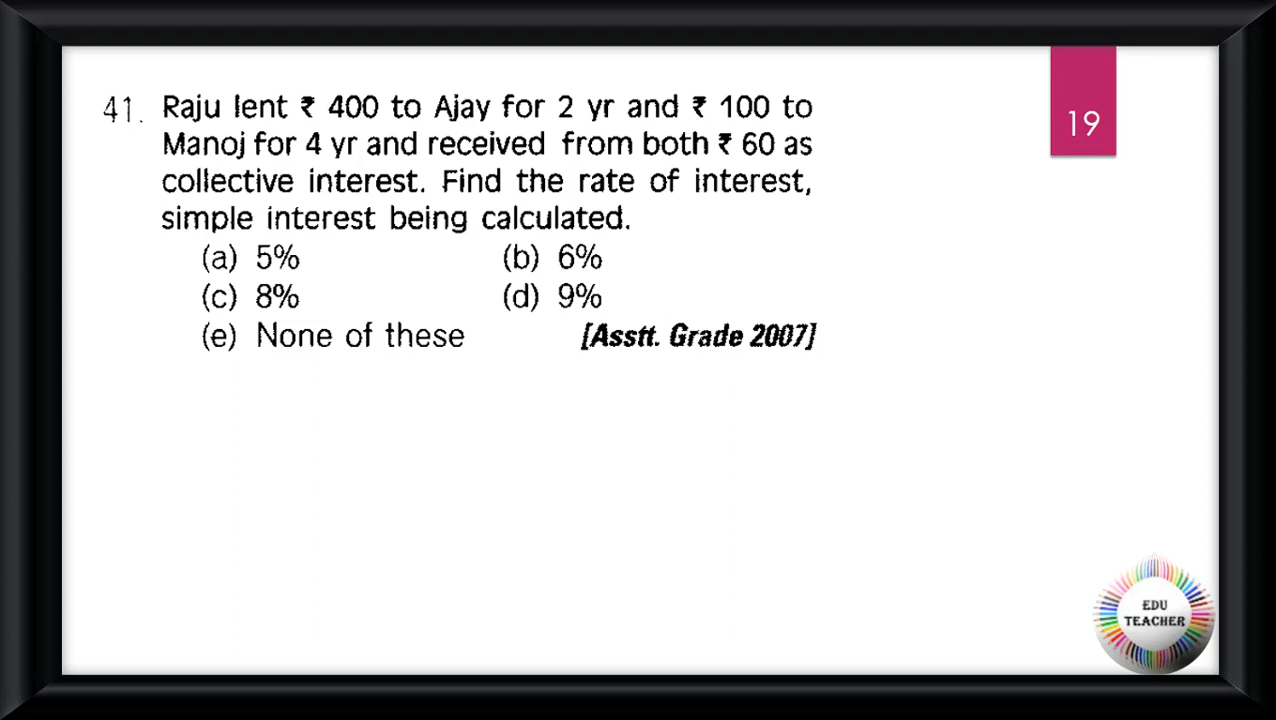 19
41. Raju lent ₹ 400 to Ajay for 2 yr and ₹ 100 to
Manoj for 4 yr and received from both ₹ 60 as
collective interest. Find the rate of interest,
simple interest being calculated.
(a) 5% (b) 6%
(c) 8% (d) 9%
(e) None of these [Asstt. Grade 2007]
EDU
TEACHER